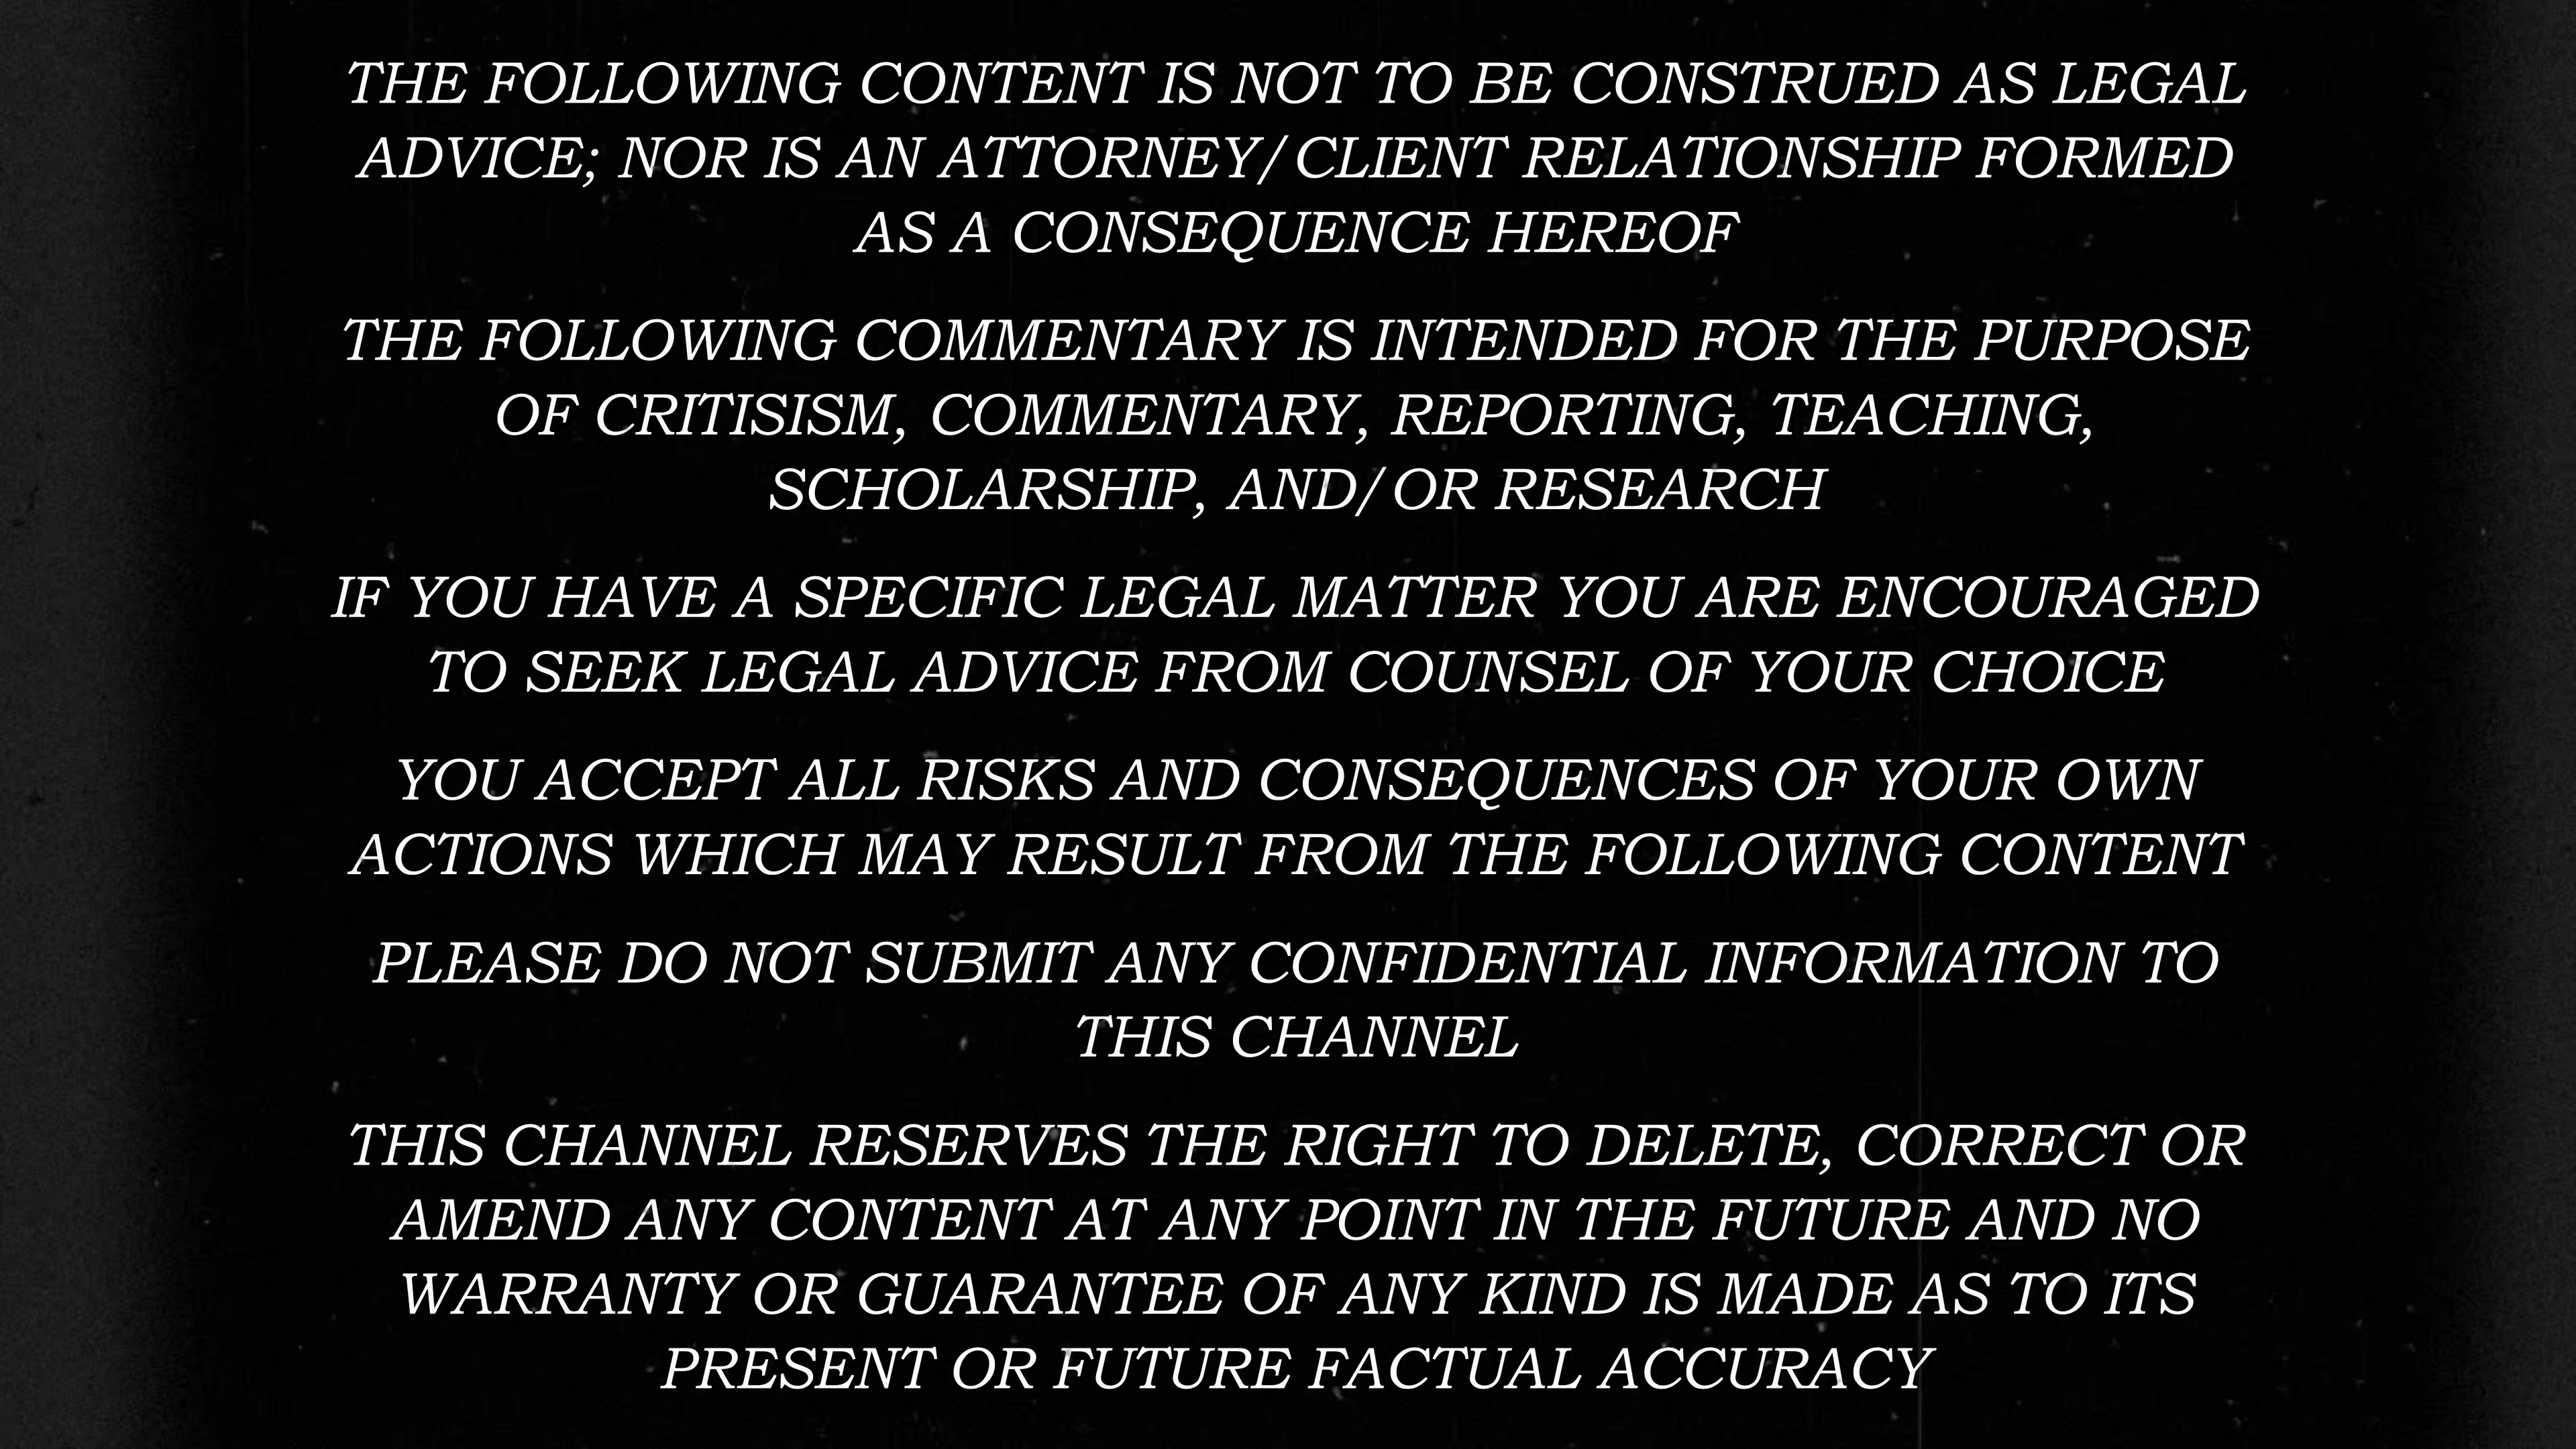 THE FOLLOWING CONTENT IS NOT TO BE CONSTRUED AS LEGAL
ADVICE; NOR IS AN ATTORNEY/CLIENT RELATIONSHIP FORMED
AS A CONSEQUENCE HEREOF
THE FOLLOWING COMMENTARY IS INTENDED FOR THE PURPOSE
OF CRITISISM, COMMENTARY, REPORTING, TEACHING,
SCHOLARSHIP, AND/OR RESEARCH
IF YOU HAVE A SPECIFIC LEGAL MATTER YOU ARE ENCOURAGED
TO SEEK LEGAL ADVICE FROM COUNSEL OF YOUR CHOICE
YOU ACCEPT ALL RISKS AND CONSEQUENCES OF YOUR OWN
ACTIONS WHICH MAY RESULT FROM THE FOLLOWING CONTENT
PLEASE DO NOT SUBMIT ANY CONFIDENTIAL INFORMATION TO
THIS CHANNEL
THIS CHANNEL RESERVES THE RIGHT TO DELETE, CORRECT OR
AMEND ANY CONTENT AT ANY POINT IN THE FUTURE AND NO
WARRANTY OR GUARANTEE OF ANY KIND IS MADE AS TO ITS
PRESENT OR FUTURE FACTUAL ACCURACY